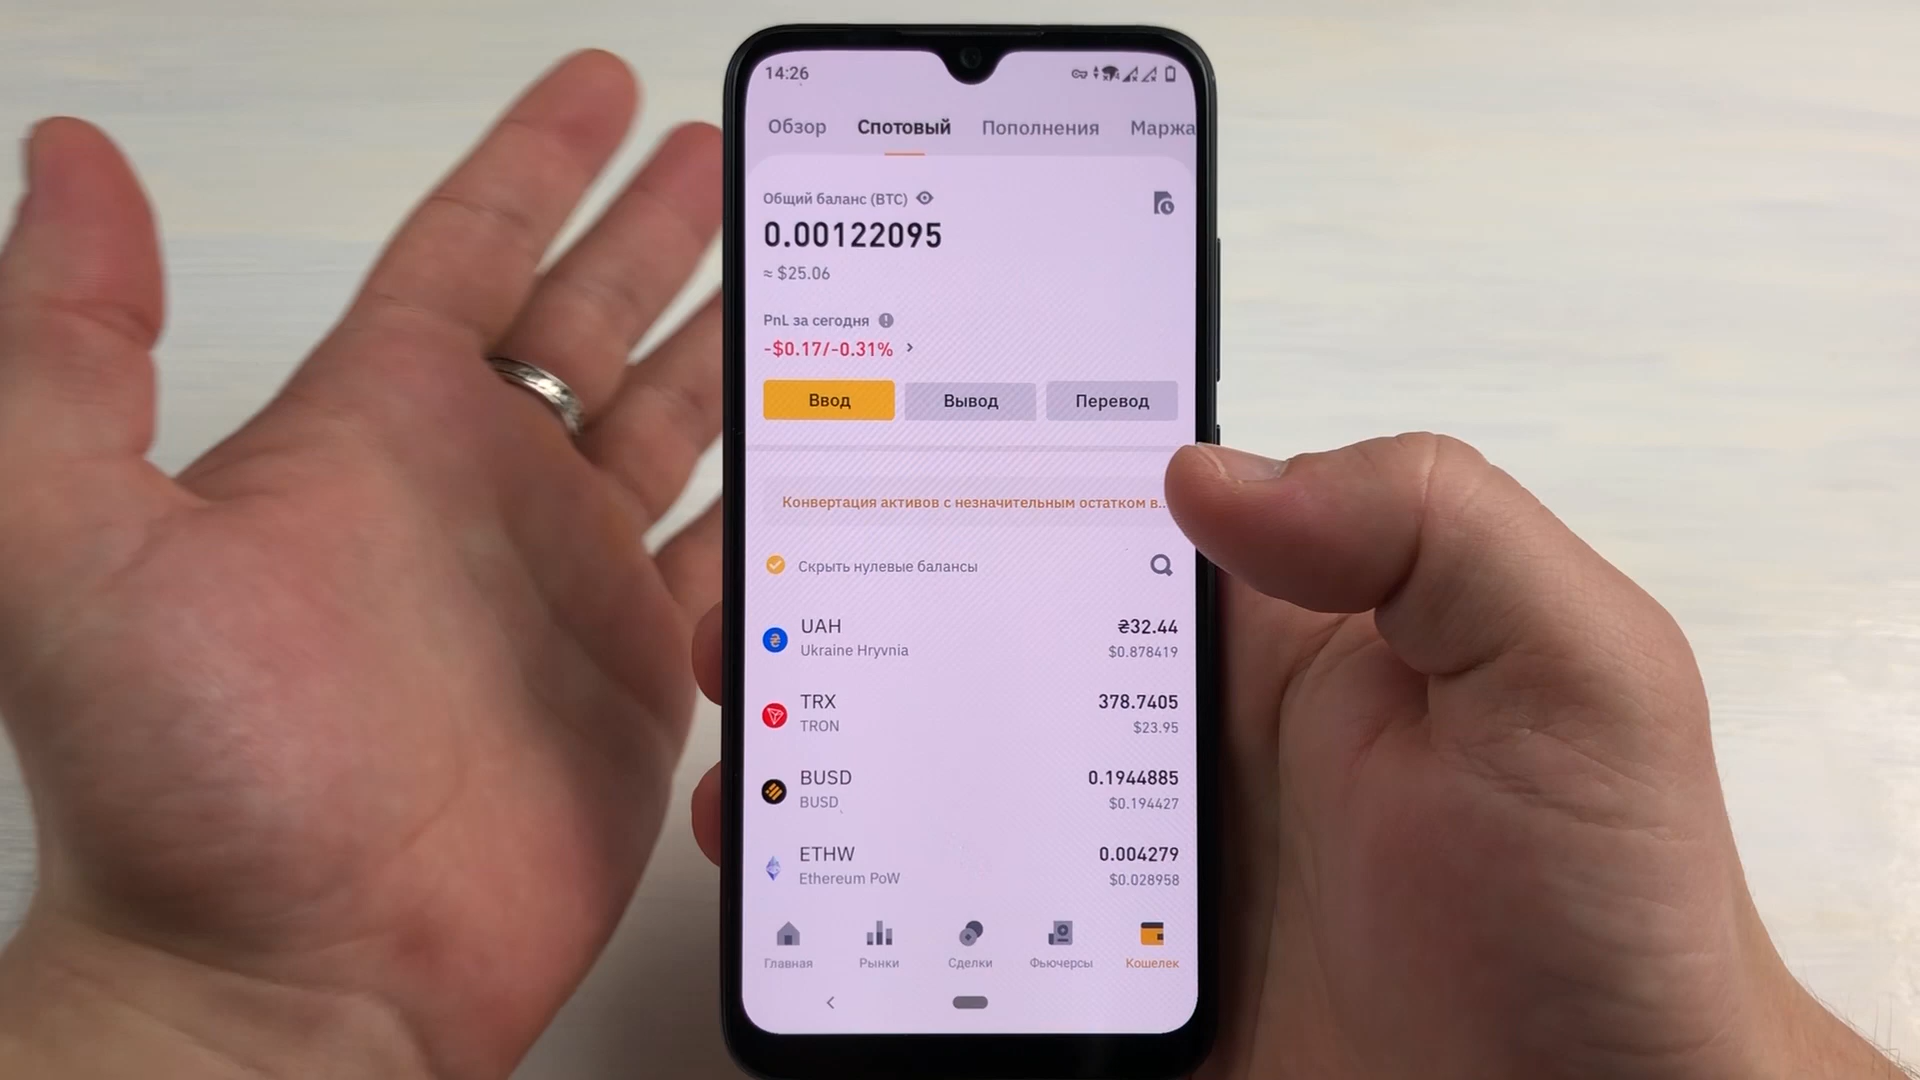 14:26
Обзор Спотовый Пополнения Маржа
Общий баланс (BTC)
0.00122095
≈ $25.06
PnL за сегодня
-$0.17/-0.31% >
Ввод Вывод Перевод
Конвертация активов с незначительным остатком в..
Скрыть нулевые балансы
UAH ₴32.44
Ukraine Hryvnia $0.878419
TRX 378.7405
TRON $23.95
BUSD 0.1944885
BUSD $0.194427
ETHW 0.004279
Ethereum PoW $0.028958
Главная Рынки Сделки Фьючерсы Кошелек